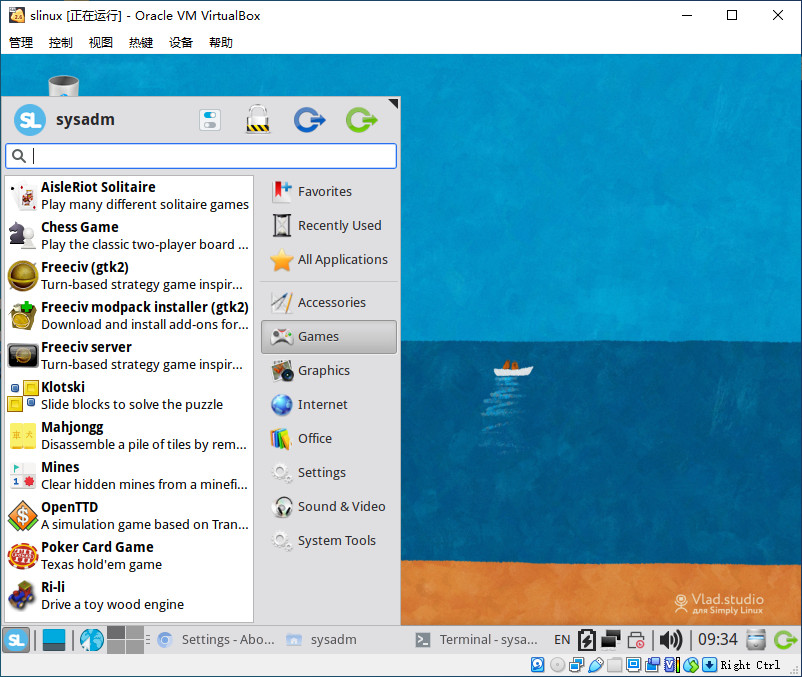 slinux [正在运行] - Oracle VM VirtualBox
管理 控制 视图 热键 设备 帮助
SL sysadm
AisleRiot Solitaire
Play many different solitaire games
Chess Game
Play the classic two-player board ...
Freeciv (gtk2)
Turn-based strategy game inspir...
Freeciv modpack installer (gtk2)
Download and install add-ons for...
Freeciv server
Turn-based strategy game inspir...
Klotski
Slide blocks to solve the puzzle
Mahjongg
Disassemble a pile of tiles by rem...
Mines
Clear hidden mines from a minefi...
OpenTTD
A simulation game based on Tran...
Poker Card Game
Texas hold'em game
Ri-li
Drive a toy wood engine
Favorites
Recently Used
All Applications
Accessories
Games
Graphics
Internet
Office
Settings
Sound & Video
System Tools
Vlad.studio
для Simply Linux
SL Settings - Abo... sysadm Terminal - sysa... EN 09:34
Right Ctrl